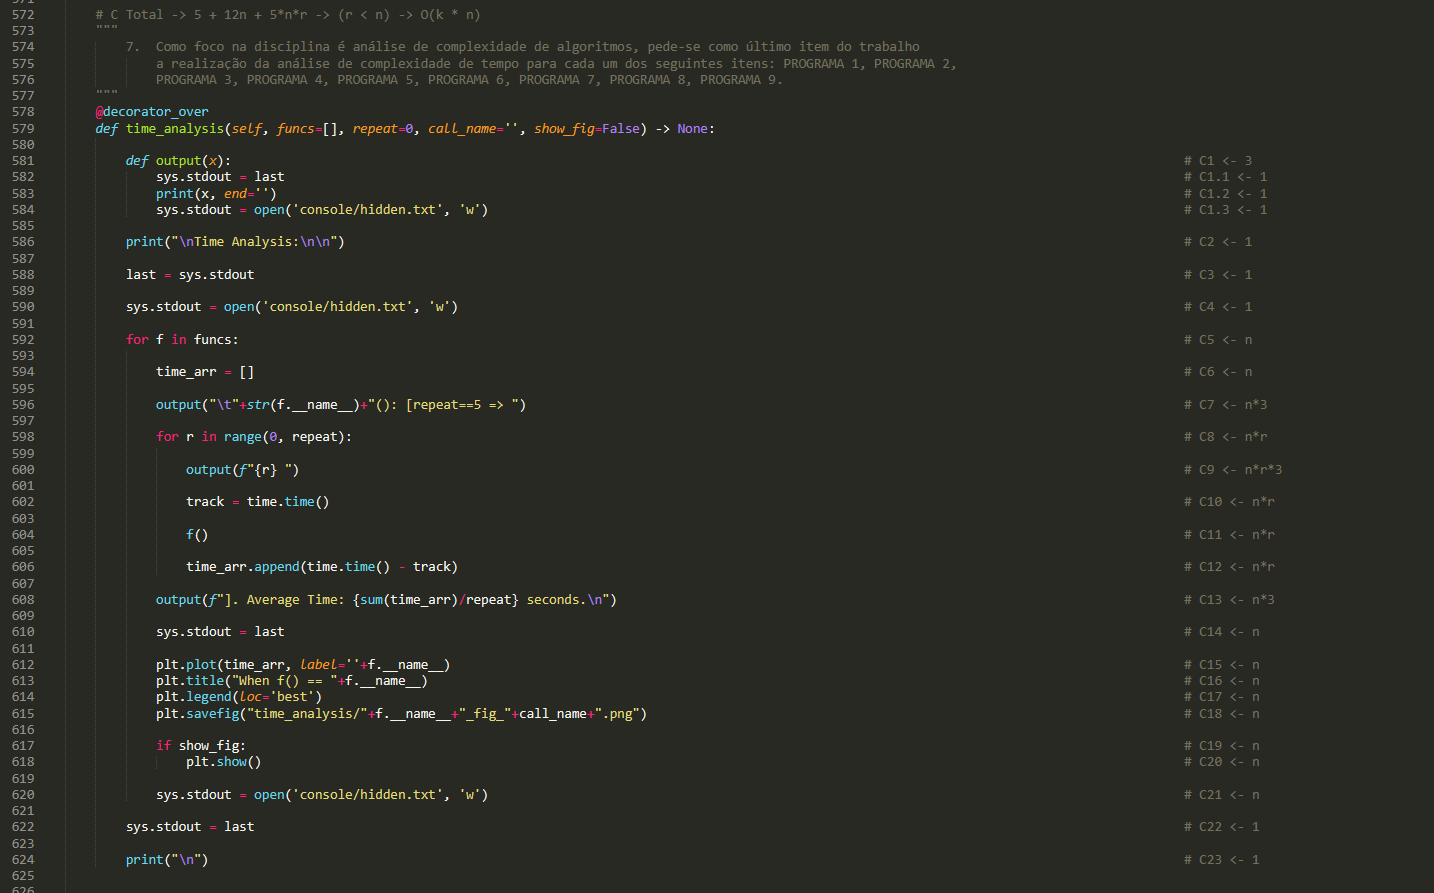 572 # C Total -> 5 + 12n + 5*n*r -> (r < n) -> O(k * n)
573 """
574 7. Como foco na disciplina é análise de complexidade de algoritmos, pede-se como último item do trabalho
575 a realização da análise de complexidade de tempo para cada um dos seguintes itens: PROGRAMA 1, PROGRAMA 2,
576 PROGRAMA 3, PROGRAMA 4, PROGRAMA 5, PROGRAMA 6, PROGRAMA 7, PROGRAMA 8, PROGRAMA 9.
577 """
578 @decorator_over
579 def time_analysis(self, funcs=[], repeat=0, call_name='', show_fig=False) -> None:
580
581 def output(x): # C1 <- 3
582 sys.stdout = last # C1.1 <- 1
583 print(x, end='') # C1.2 <- 1
584 sys.stdout = open('console/hidden.txt', 'w') # C1.3 <- 1
585
586 print("\nTime Analysis:\n\n") # C2 <- 1
587
588 last = sys.stdout # C3 <- 1
589
590 sys.stdout = open('console/hidden.txt', 'w') # C4 <- 1
591
592 for f in funcs: # C5 <- n
593
594 time_arr = [] # C6 <- n
595
596 output("\t"+str(f.__name__)+"(): [repeat==5 => ") # C7 <- n*3
597
598 for r in range(0, repeat): # C8 <- n*r
599
600 output(f"{r} ") # C9 <- n*r*3
601
602 track = time.time() # C10 <- n*r
603
604 f() # C11 <- n*r
605
606 time_arr.append(time.time() - track) # C12 <- n*r
607
608 output(f"]. Average Time: {sum(time_arr)/repeat} seconds.\n") # C13 <- n*3
609
610 sys.stdout = last # C14 <- n
611
612 plt.plot(time_arr, label=''+f.__name__) # C15 <- n
613 plt.title("When f() == "+f.__name__) # C16 <- n
614 plt.legend(loc='best') # C17 <- n
615 plt.savefig("time_analysis/"+f.__name__+"_fig_"+call_name+".png") # C18 <- n
616
617 if show_fig: # C19 <- n
618 plt.show() # C20 <- n
619
620 sys.stdout = open('console/hidden.txt', 'w') # C21 <- n
621
622 sys.stdout = last # C22 <- 1
623
624 print("\n") # C23 <- 1
625